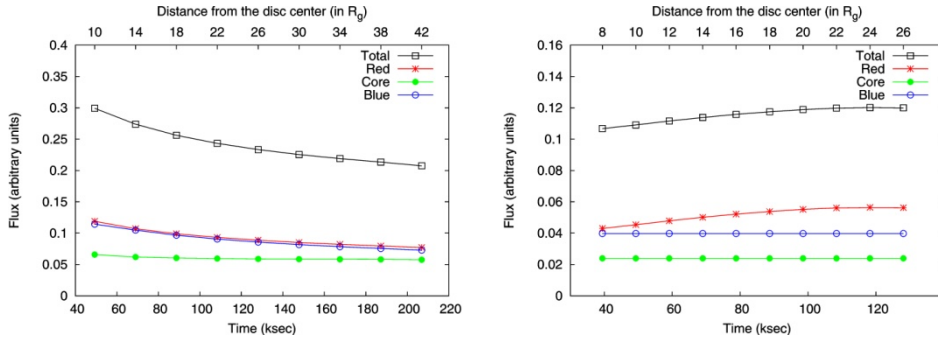 Distance from the disc center (in Rg)
10 14 18 22 26 30 34 38 42
0.4
0.35
0.3
0.25
0.2
0.15
0.1
0.05
0
Flux (arbitrary units)
Total
Red
Core
Blue
40 60 80 100 120 140 160 180 200 220
Time (ksec)
Distance from the disc center (in Rg)
8 10 12 14 16 18 20 22 24 26
0.16
0.14
0.12
0.10
0.08
0.06
0.04
0.02
0
Flux (arbitrary units)
Total
Red
Core
Blue
40 60 80 100 120
Time (ksec)